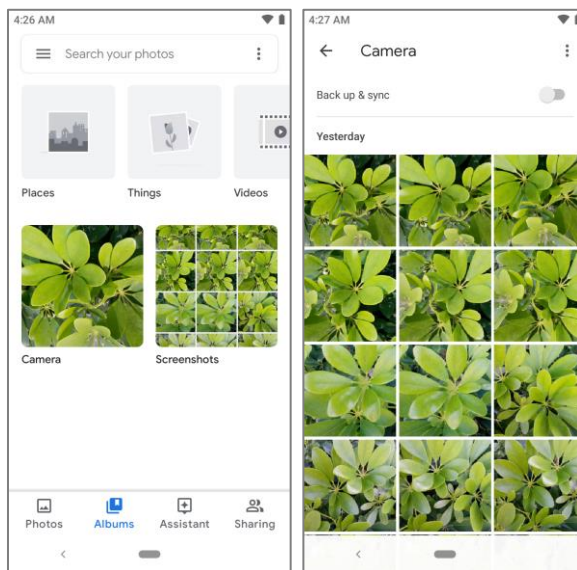 4:26 AM
Search your photos
Places Things Videos
Camera Screenshots
Photos Albums Assistant Sharing
4:27 AM
Camera
Back up & sync
Yesterday